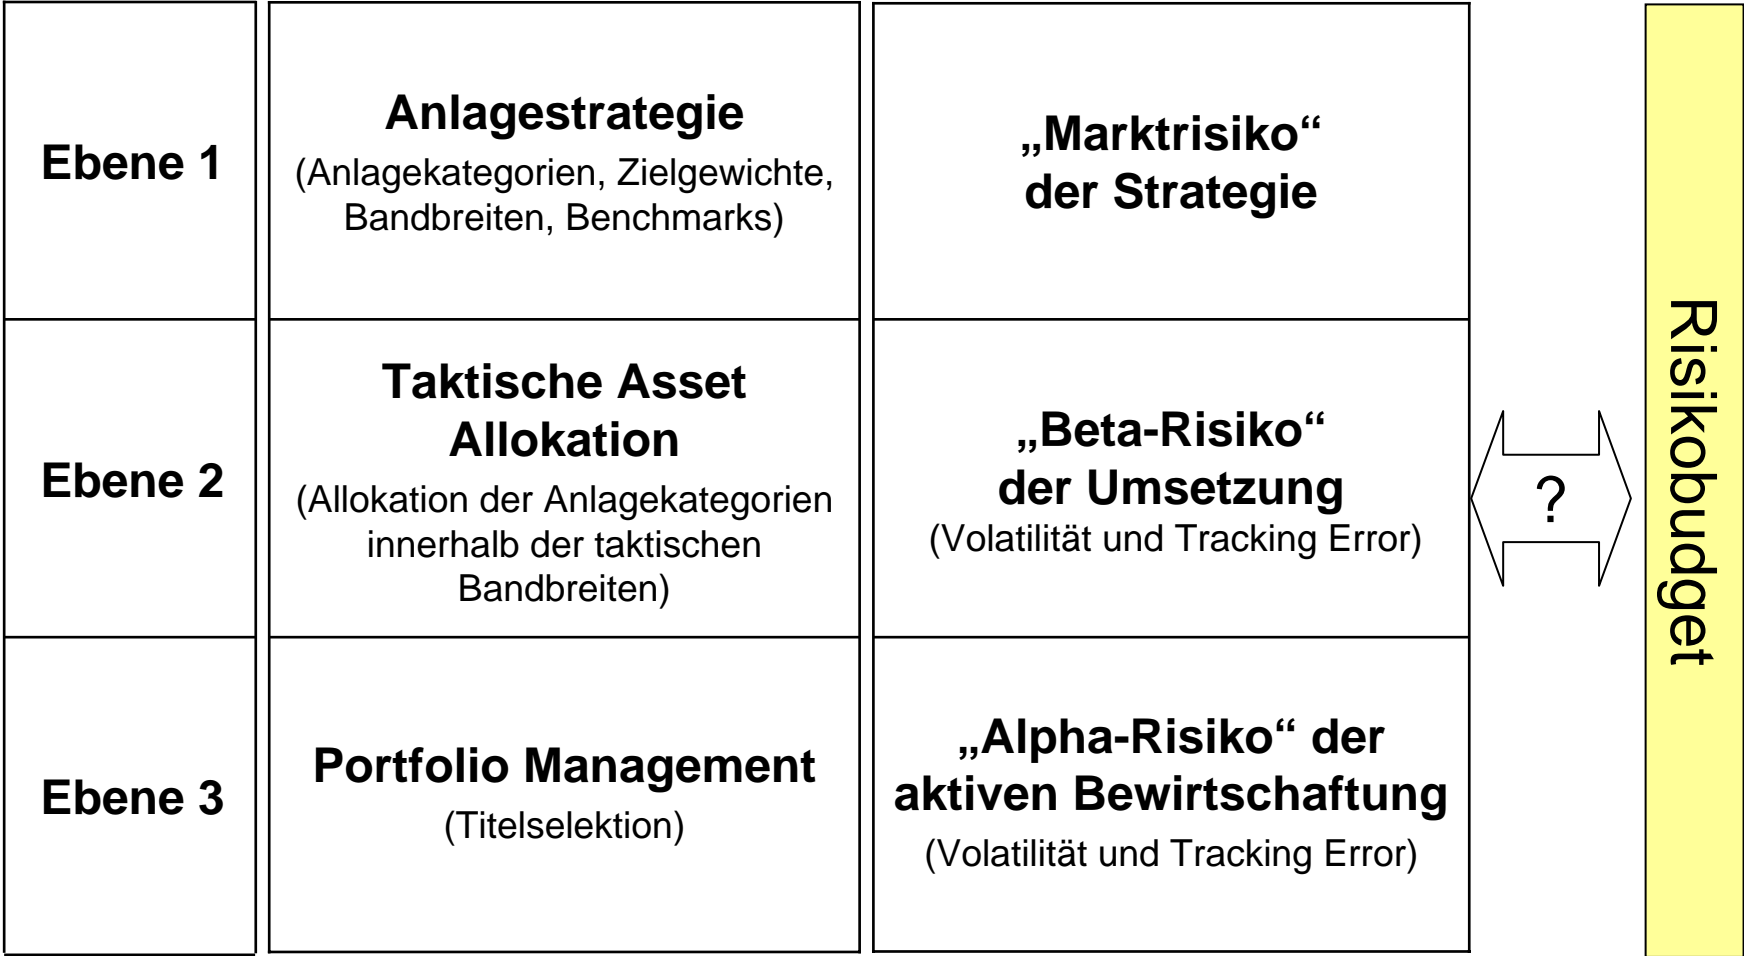 Ebene 1
Anlagestrategie
(Anlagekategorien, Zielgewichte,
Bandbreiten, Benchmarks)
„Marktrisiko“
der Strategie
Ebene 2
Taktische Asset
Allokation
(Allokation der Anlagekategorien
innerhalb der taktischen
Bandbreiten)
„Beta-Risiko“
der Umsetzung
(Volatilität und Tracking Error)
?
Risikobudget
Ebene 3
Portfolio Management
(Titelselektion)
„Alpha-Risiko“ der
aktiven Bewirtschaftung
(Volatilität und Tracking Error)